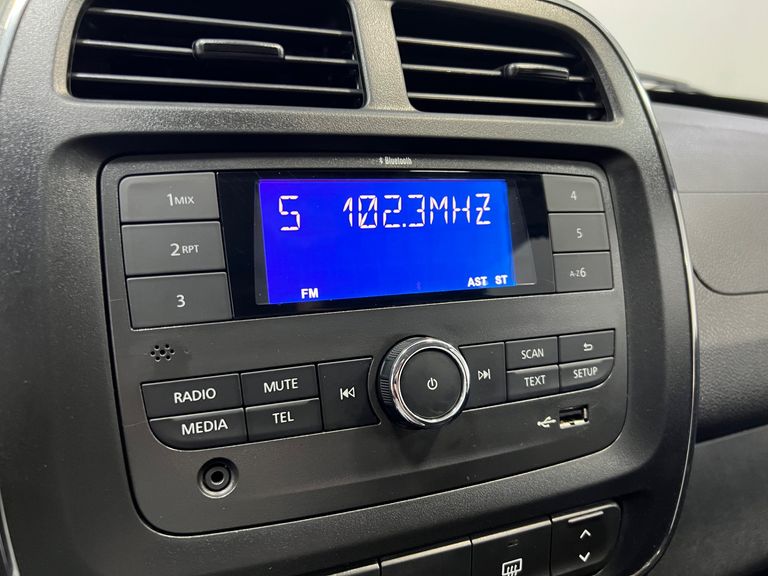 Bluetooth
1MIX
2RPT
3
5 102.3MHZ
FM AST ST
4
5
A-Z6
RADIO
MUTE
MEDIA
TEL
SCAN
TEXT
SETUP